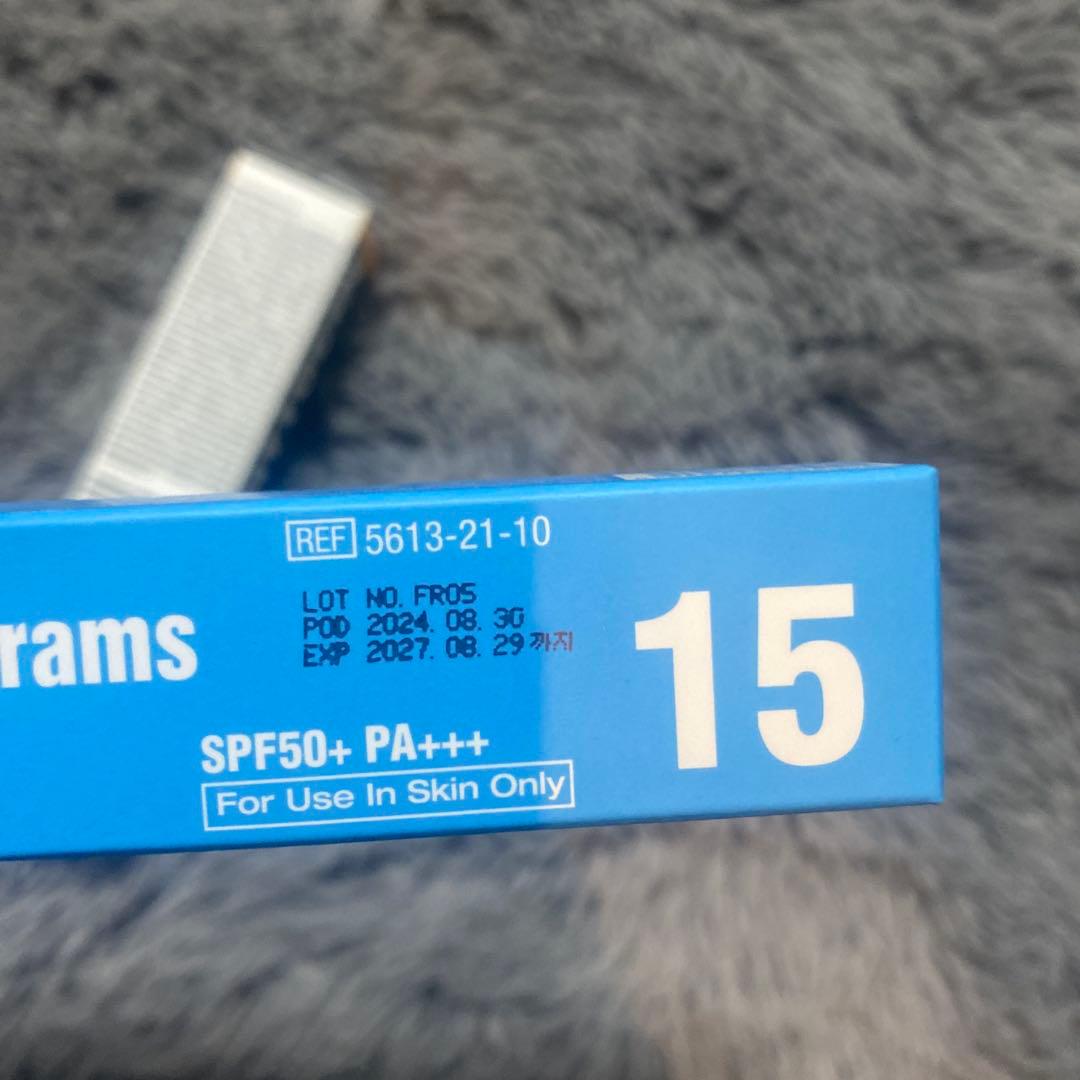 REF 5613-21-10
LOT NO. FR05
POD 2024. 08. 30
EXP 2027. 08. 29 까지
rams
SPF50+ PA+++
For Use In Skin Only
15